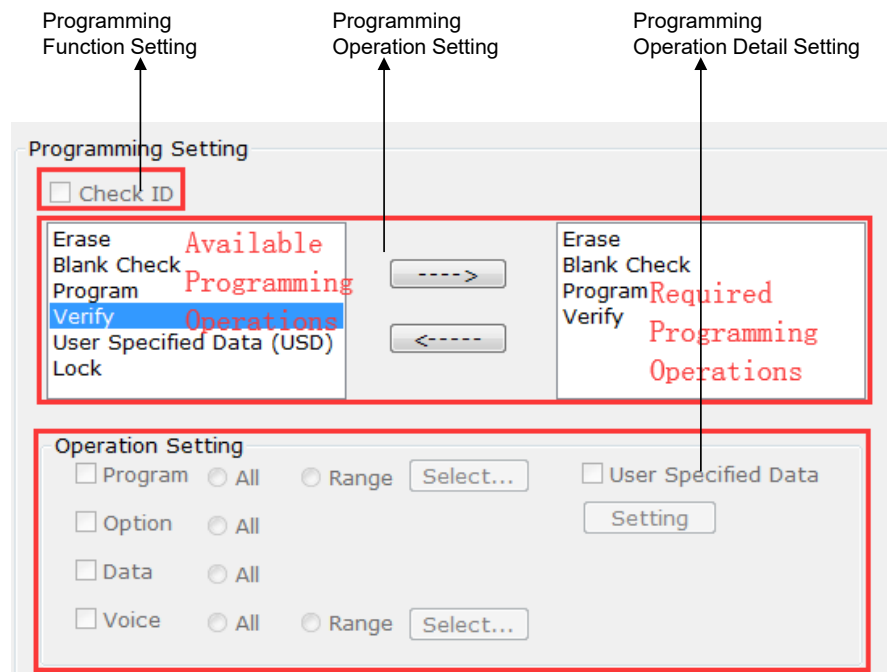 Programming
Function Setting
Programming
Operation Setting
Programming
Operation Detail Setting
Programming Setting
Check ID
Erase
Blank Check
Program
Verify
User Specified Data (USD)
Lock
Available
Programming
Operations
---->
<-----
Erase
Blank Check
Program
Verify
Required
Programming
Operations
Operation Setting
Program All Range Select... User Specified Data
Option All Setting
Data All
Voice All Range Select...